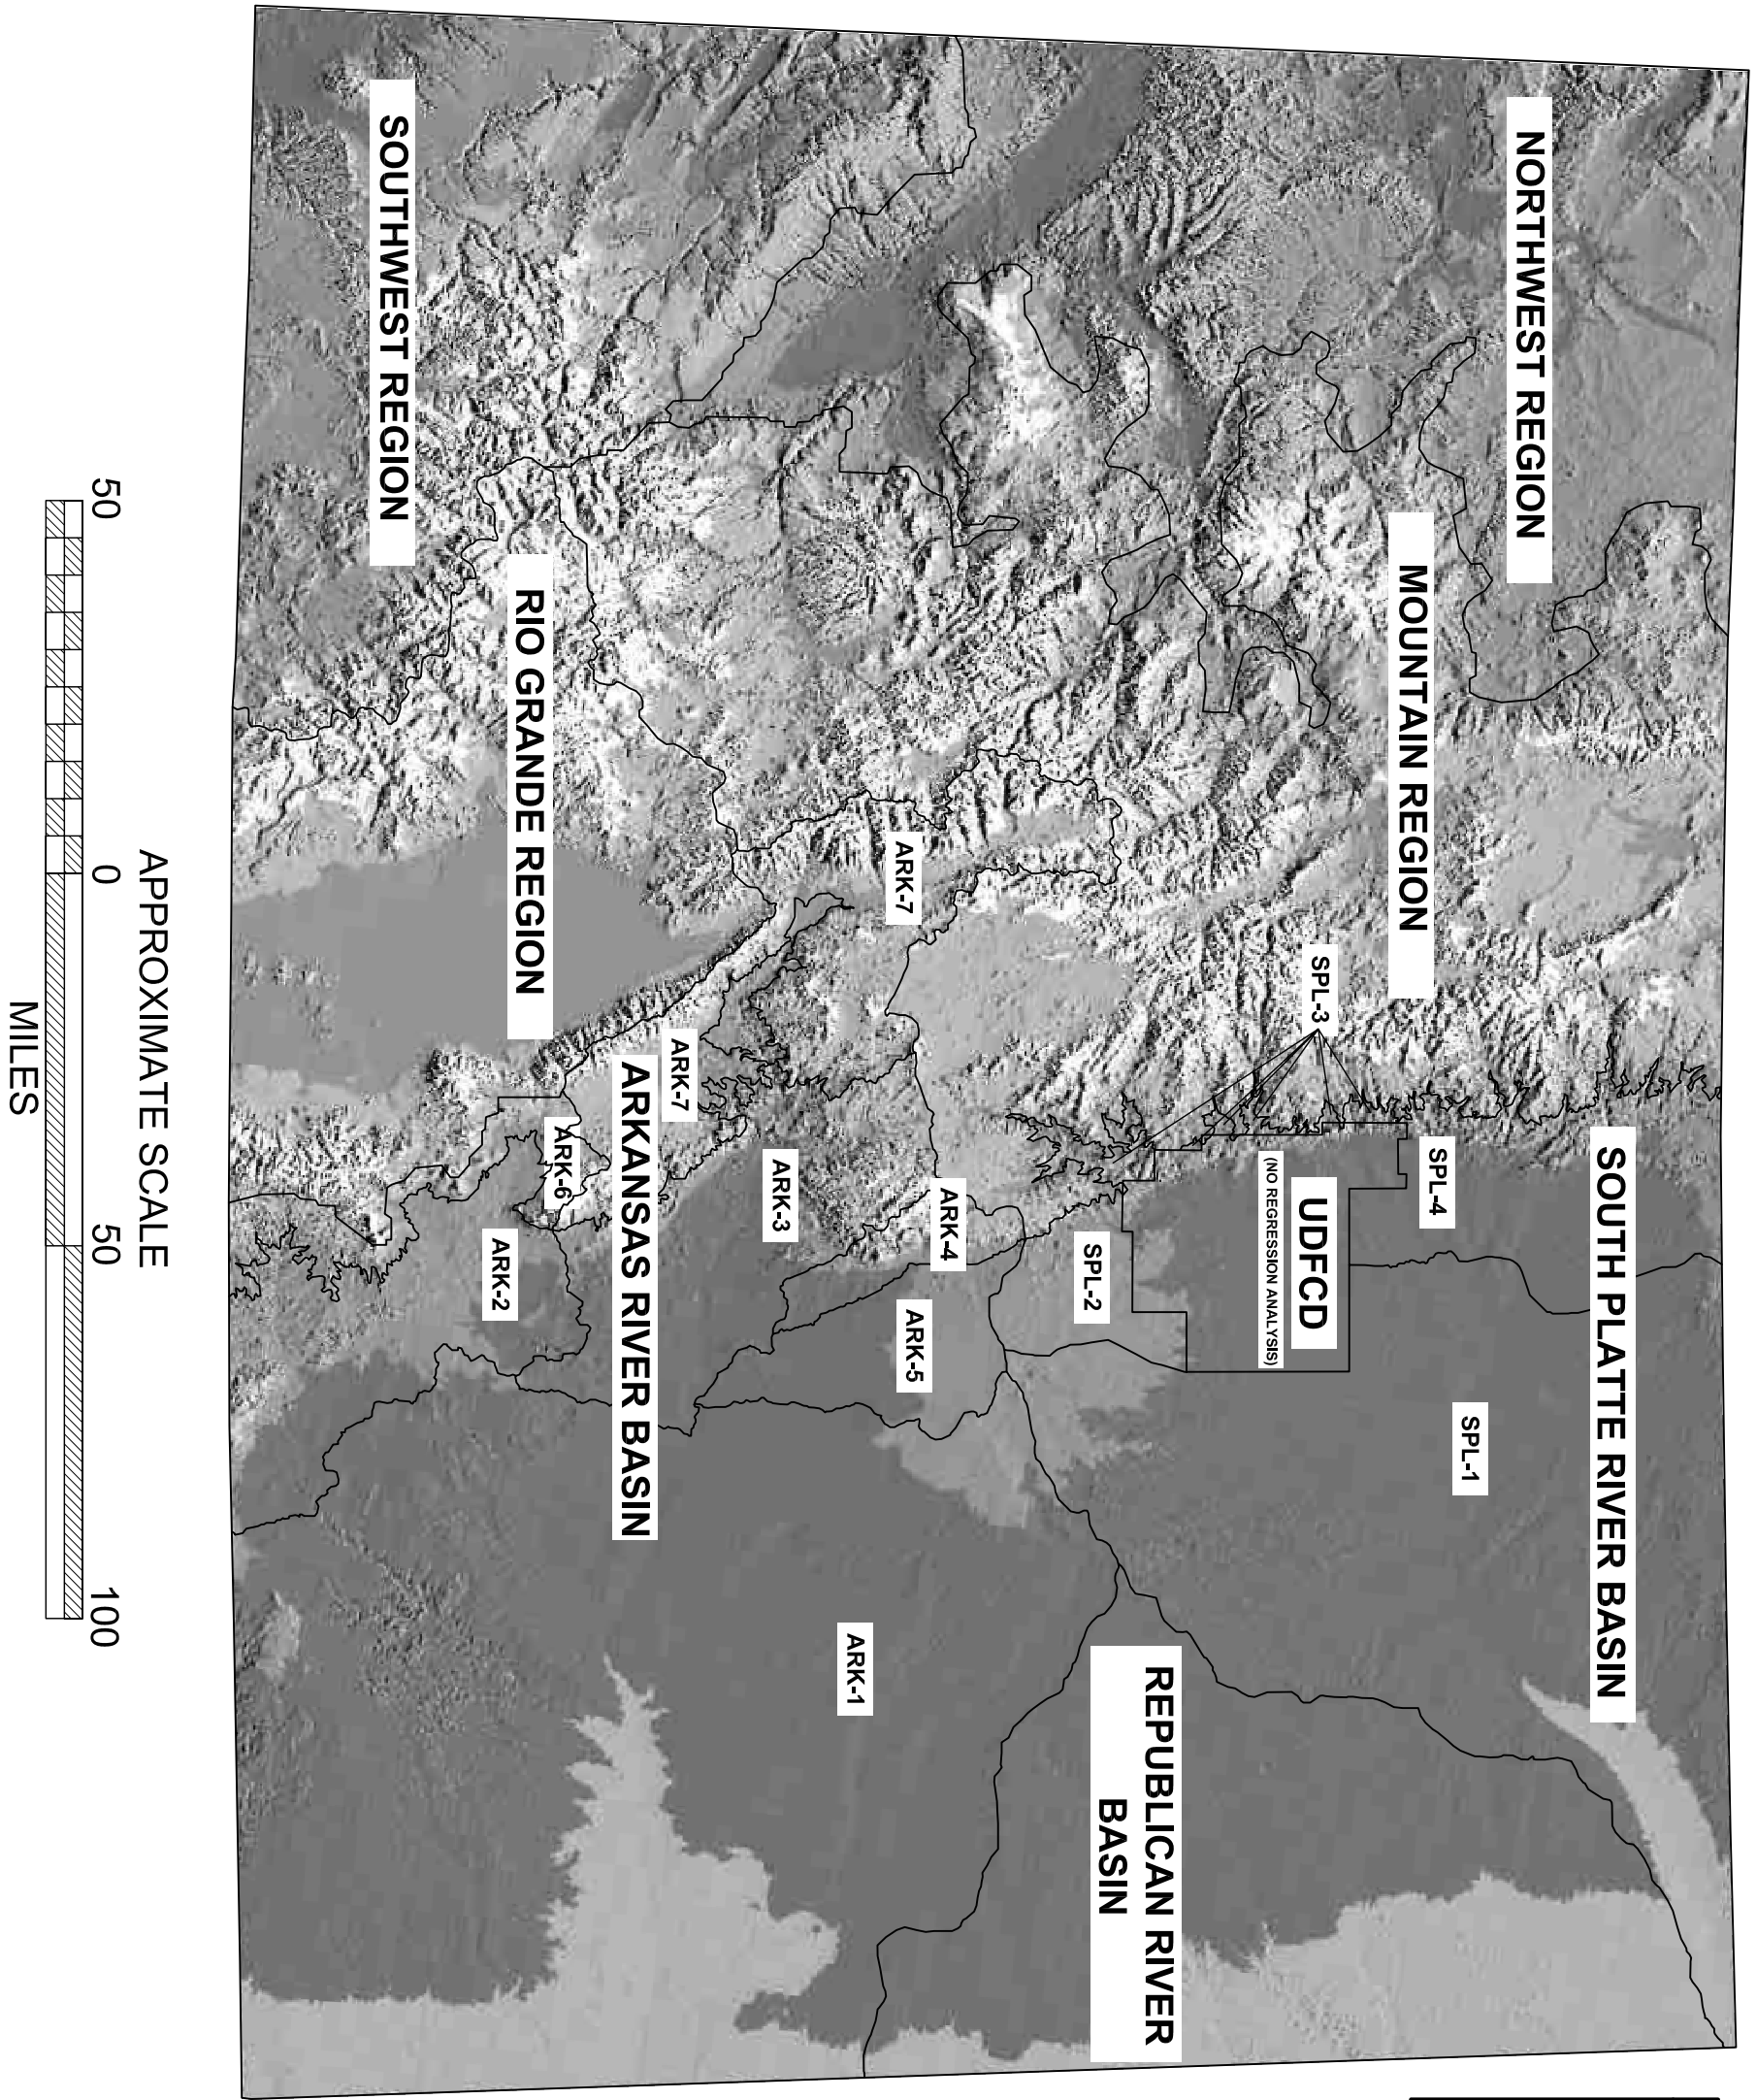 NORTHWEST REGION
MOUNTAIN REGION
SOUTHWEST REGION
RIO GRANDE REGION
SOUTH PLATTE RIVER BASIN
SPL-3
SPL-4
UDFCD
(NO REGRESSION ANALYSIS)
SPL-1
SPL-2
REPUBLICAN RIVER
BASIN
ARK-7
ARK-4
ARK-5
ARK-1
ARK-3
ARK-7
ARKANSAS RIVER BASIN
ARK-6
ARK-2
APPROXIMATE SCALE
50 0 50 100
MILES